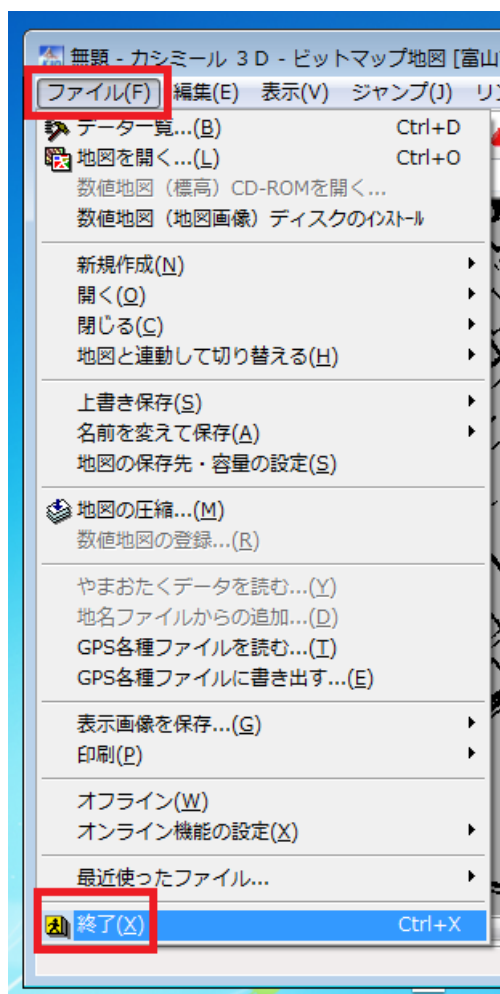 無題 - カシミール 3D - ビットマップ地図 [富山
ファイル(F) 編集(E) 表示(V) ジャンプ(J)
データ一覧...(B) Ctrl+D
地図を開く...(L) Ctrl+O
数値地図（標高）CD-ROMを開く...
数値地図（地図画像）ディスクのインストール
新規作成(N)
開く(O)
閉じる(C)
地図と連動して切り替える(H)
上書き保存(S)
名前を変えて保存(A)
地図の保存先・容量の設定(S)
地図の圧縮...(M)
数値地図の登録...(R)
やまおたくデータを読む...(Y)
地名ファイルからの追加...(D)
GPS各種ファイルを読む...(T)
GPS各種ファイルに書き出す...(E)
表示画像を保存...(G)
印刷(P)
オフライン(W)
オンライン機能の設定(X)
最近使ったファイル...
終了(X) Ctrl+X